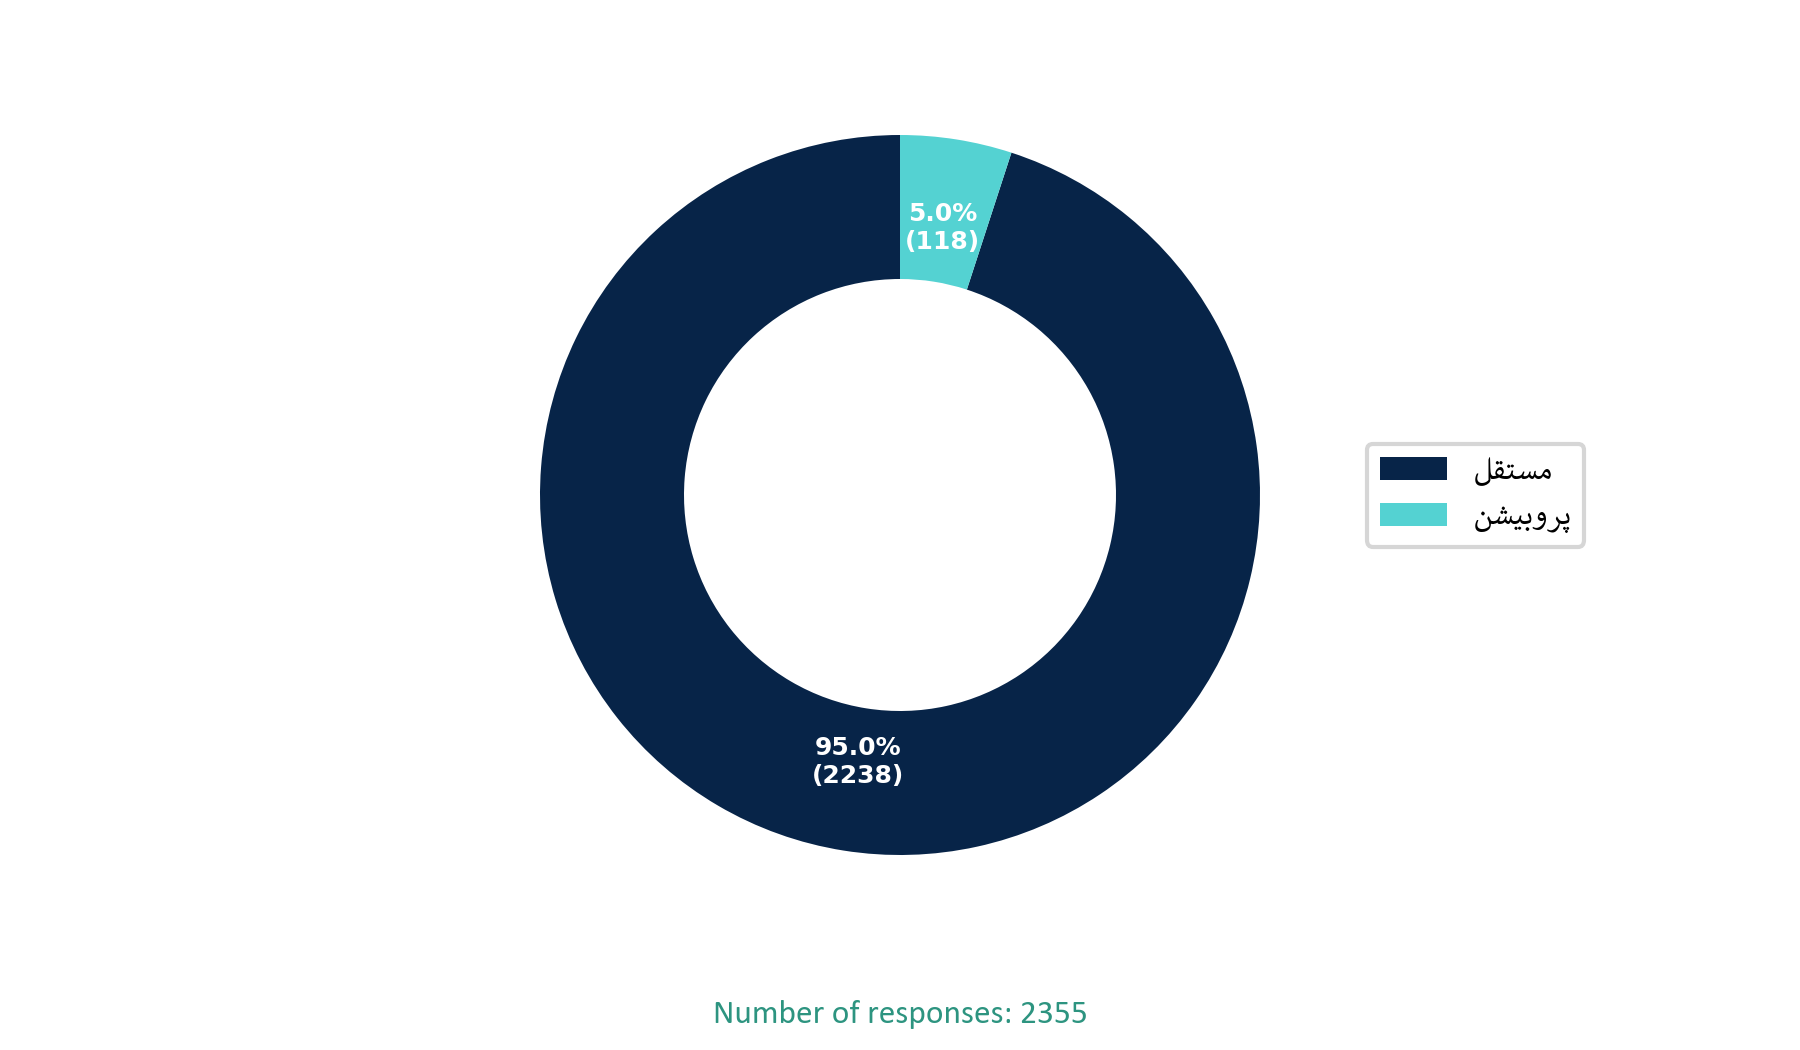 5.0%
(118)
مستقل
پروبیشن
95.0%
(2238)
Number of responses: 2355